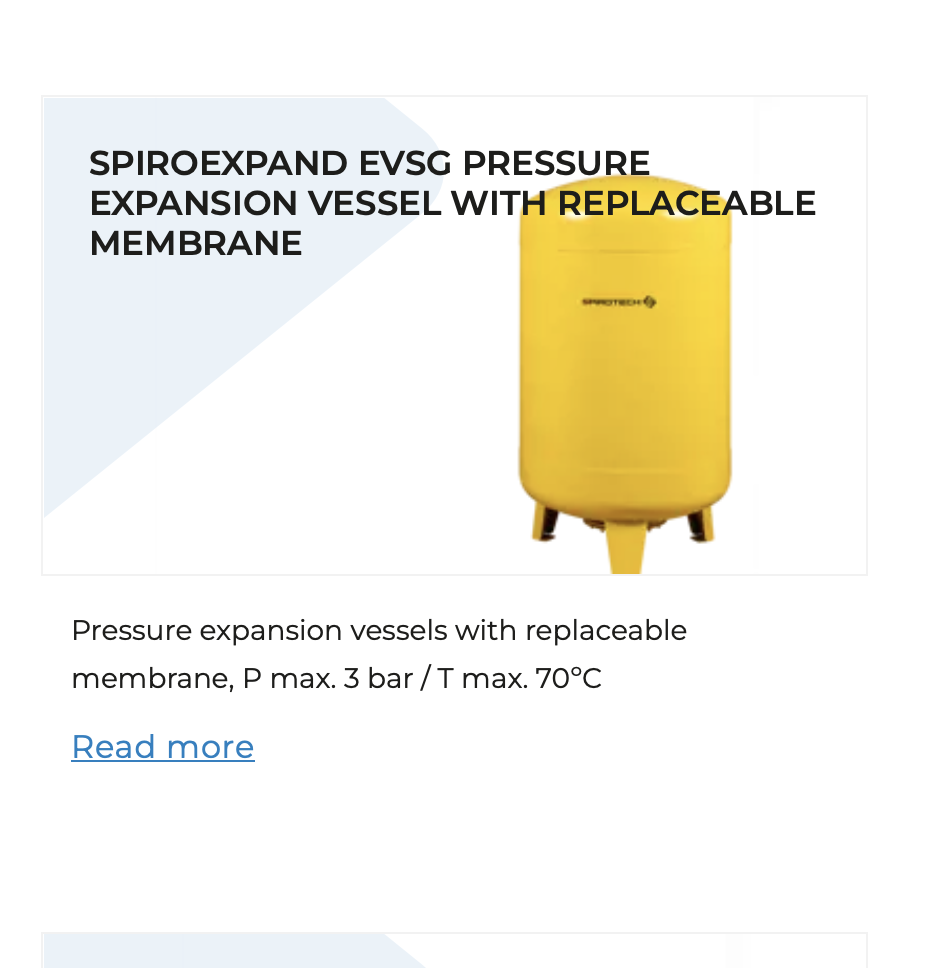 SPIROEXPAND EVSG PRESSURE
EXPANSION VESSEL WITH REPLACEABLE
MEMBRANE
SPIROTECH
Pressure expansion vessels with replaceable
membrane, P max. 3 bar / T max. 70°C
Read more